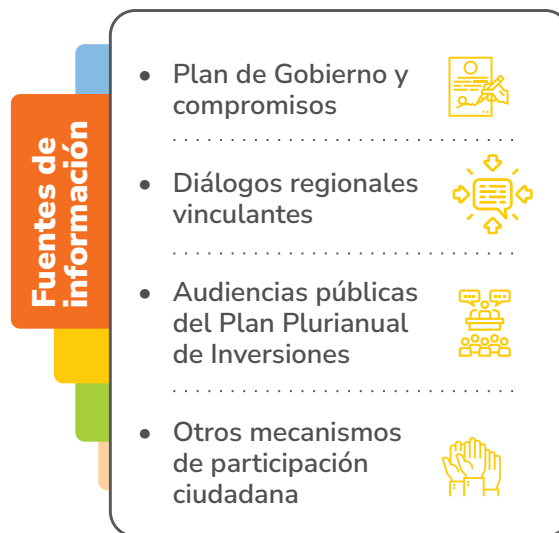 Fuentes de
información
• Plan de Gobierno y
compromisos
• Diálogos regionales
vinculantes
• Audiencias públicas
del Plan Plurianual
de Inversiones
• Otros mecanismos
de participación
ciudadana